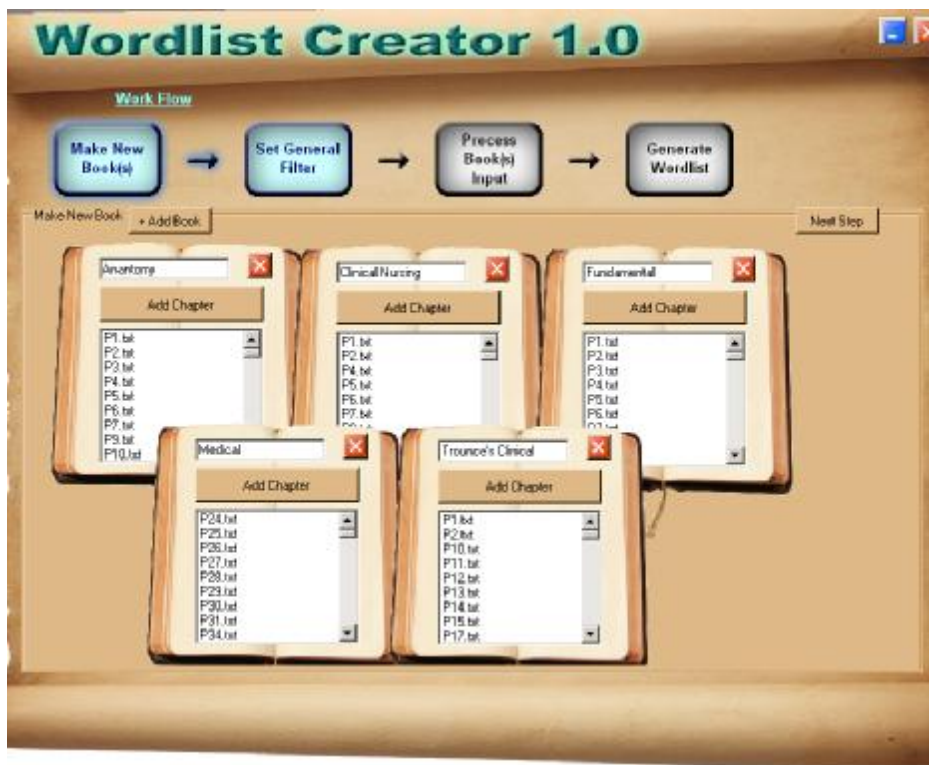 Wordlist Creator 1.0
Work Flow
Make New
Book(s)
Set General
Filter
Precess
Book(s)
Input
Generate
Wordlist
Make New Book
+ Add Book
Next Step
Anantomy
Add Chapter
P1.txt
P2.txt
P3.txt
P4.txt
P5.txt
P6.txt
P7.txt
P9.txt
P10.txt
Clinical Nursing
Add Chapter
P1.txt
P2.txt
P4.txt
P5.txt
P6.txt
P7.txt
Fundamental
Add Chapter
P1.txt
P2.txt
P3.txt
P4.txt
P5.txt
P6.txt
Medical
Add Chapter
P24.txt
P25.txt
P26.txt
P27.txt
P28.txt
P29.txt
P30.txt
P31.txt
P34.txt
Trounce's Clinical
Add Chapter
P1.txt
P2.txt
P10.txt
P11.txt
P12.txt
P13.txt
P14.txt
P15.txt
P17.txt